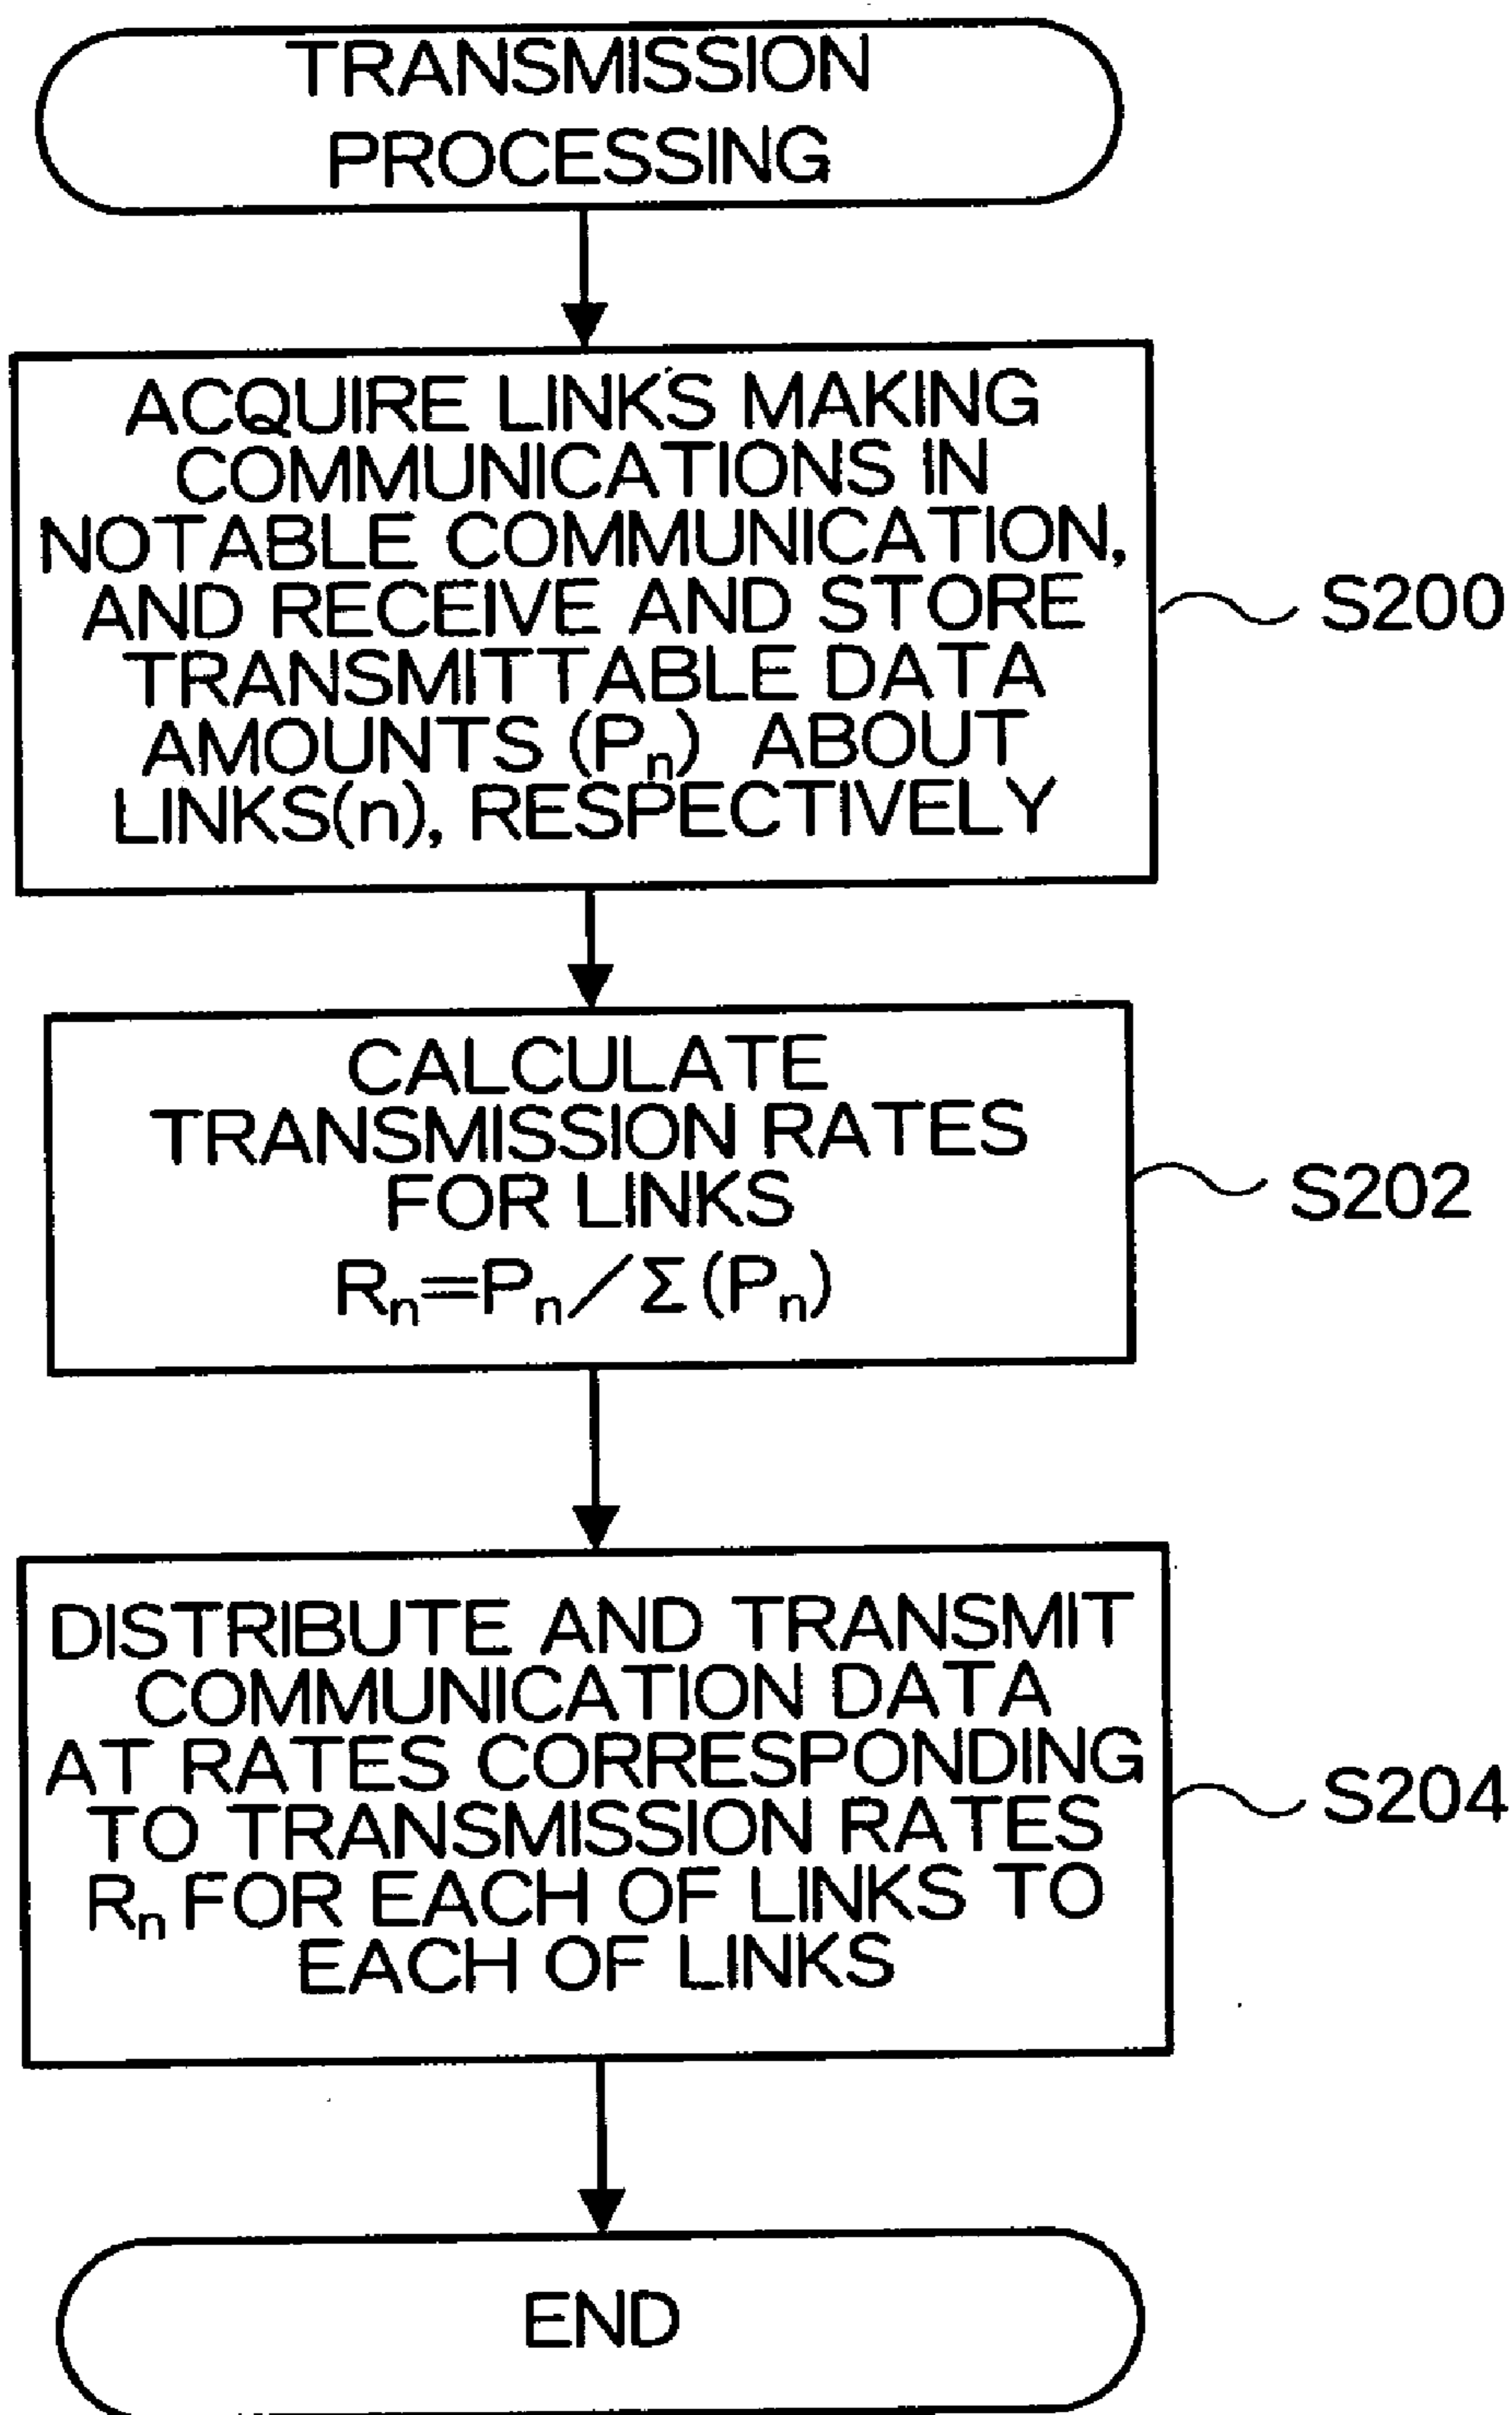 TRANSMISSION
PROCESSING
ACQUIRE LINKS MAKING
COMMUNICATIONS IN
NOTABLE COMMUNICATION,
AND RECEIVE AND STORE
TRANSMITTABLE DATA
AMOUNTS (Pn) ABOUT
LINKS(n), RESPECTIVELY
S200
CALCULATE
TRANSMISSION RATES
FOR LINKS
Rn=Pn/Σ(Pn)
S202
DISTRIBUTE AND TRANSMIT
COMMUNICATION DATA
AT RATES CORRESPONDING
TO TRANSMISSION RATES
Rn FOR EACH OF LINKS TO
EACH OF LINKS
S204
END